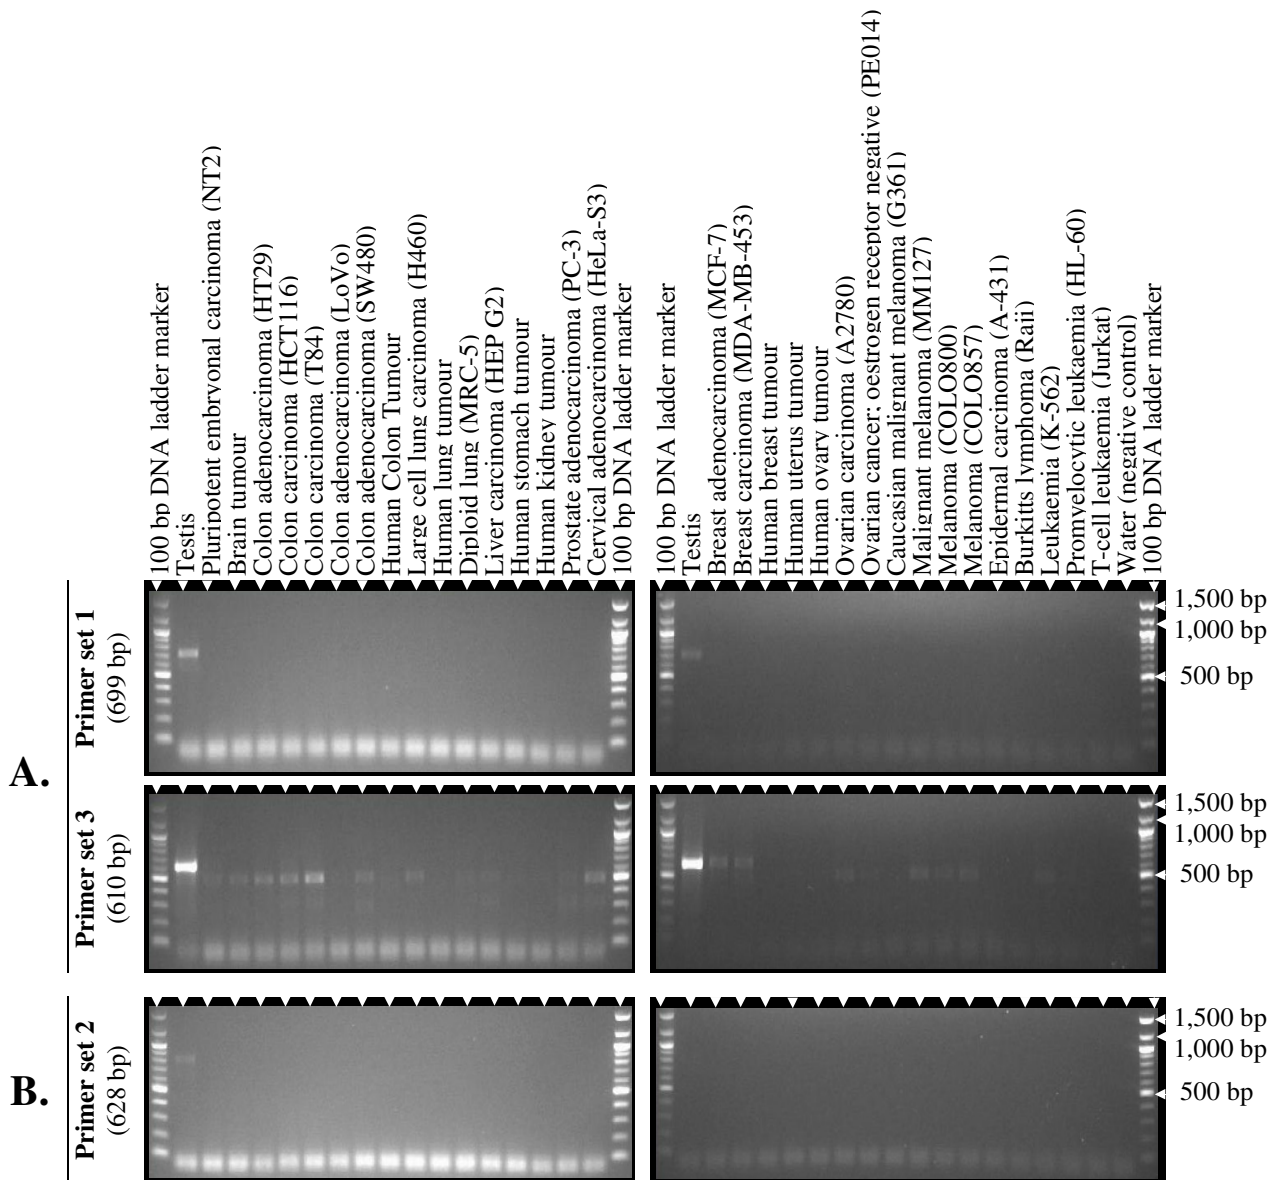 100 bp DNA ladder marker
Testis
Pluripotent embryonal carcinoma (NT2)
Brain tumour
Colon adenocarcinoma (HT29)
Colon carcinoma (HCT116)
Colon carcinoma (T84)
Colon adenocarcinoma (LoVo)
Colon adenocarcinoma (SW480)
Human Colon Tumour
Large cell lung carcinoma (H460)
Human lung tumour
Diploid lung (MRC-5)
Liver carcinoma (HEP G2)
Human stomach tumour
Human kidney tumour
Prostate adenocarcinoma (PC-3)
Cervical adenocarcinoma (HeLa-S3)
100 bp DNA ladder marker
100 bp DNA ladder marker
Testis
Breast adenocarcinoma (MCF-7)
Breast carcinoma (MDA-MB-453)
Human breast tumour
Human uterus tumour
Human ovary tumour
Ovarian carcinoma (A2780)
Ovarian cancer; oestrogen receptor negative (PE014)
Caucasian malignant melanoma (G361)
Malignant melanoma (MM127)
Melanoma (COLO800)
Melanoma (COLO857)
Epidermal carcinoma (A-431)
Burkitts lymphoma (Raji)
Leukaemia (K-562)
Promyelocytic leukaemia (HL-60)
T-cell leukaemia (Jurkat)
Water (negative control)
100 bp DNA ladder marker
A.
Primer set 1
(699 bp)
1,500 bp
1,000 bp
500 bp
Primer set 3
(610 bp)
1,500 bp
1,000 bp
500 bp
B.
Primer set 2
(628 bp)
1,500 bp
1,000 bp
500 bp